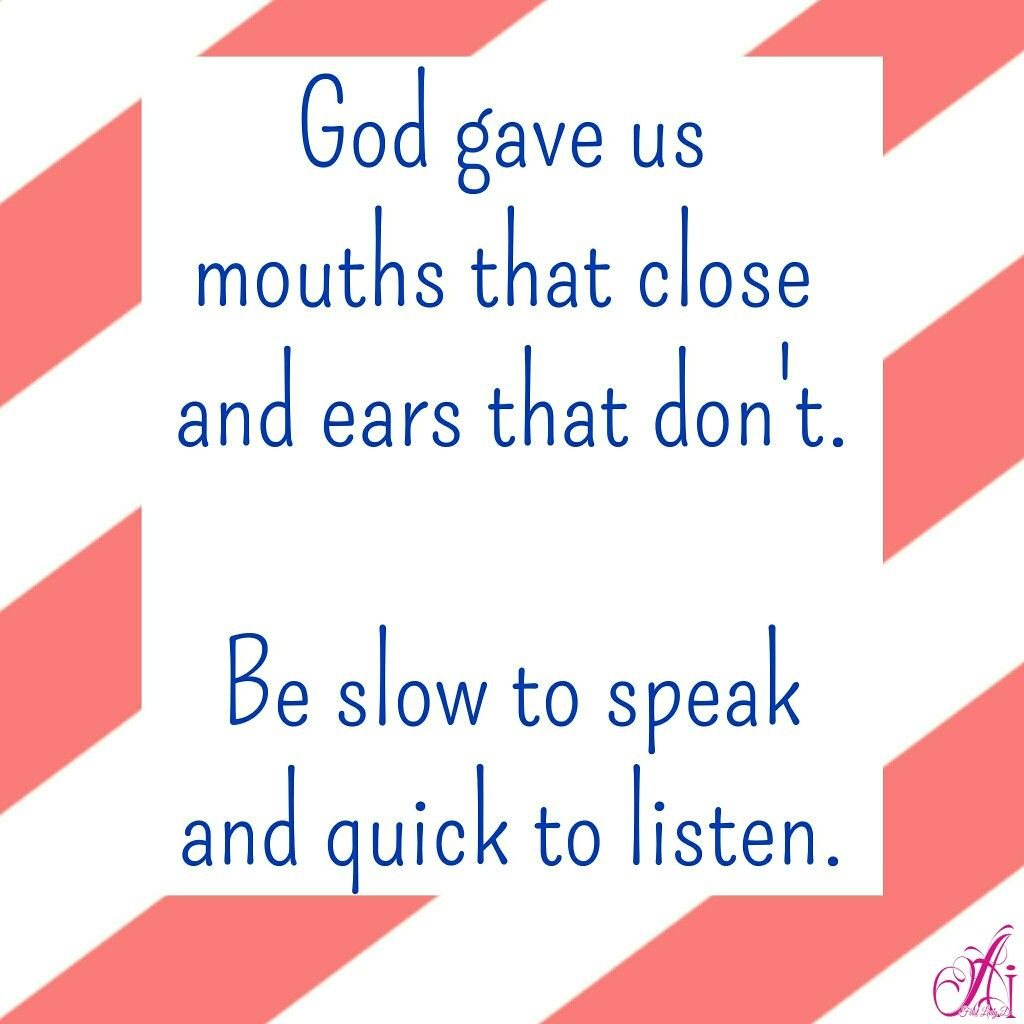 God gave us
mouths that close
and ears that don't.
Be slow to speak
and quick to listen.